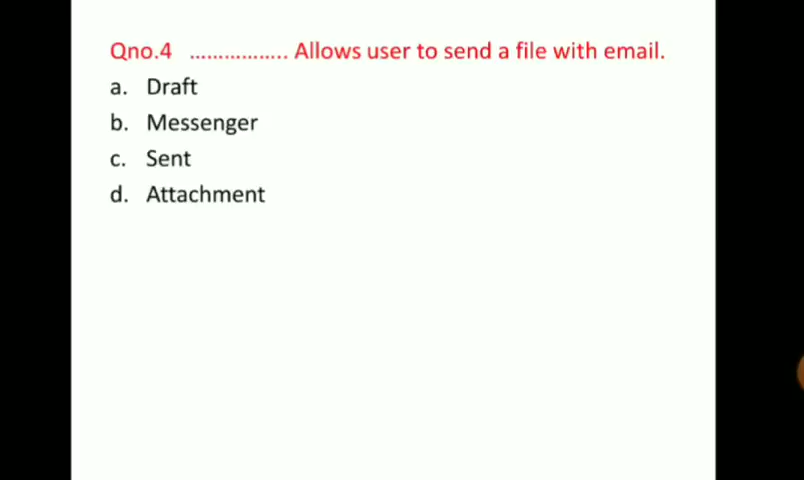 Qno.4 ................. Allows user to send a file with email.
a. Draft
b. Messenger
c. Sent
d. Attachment